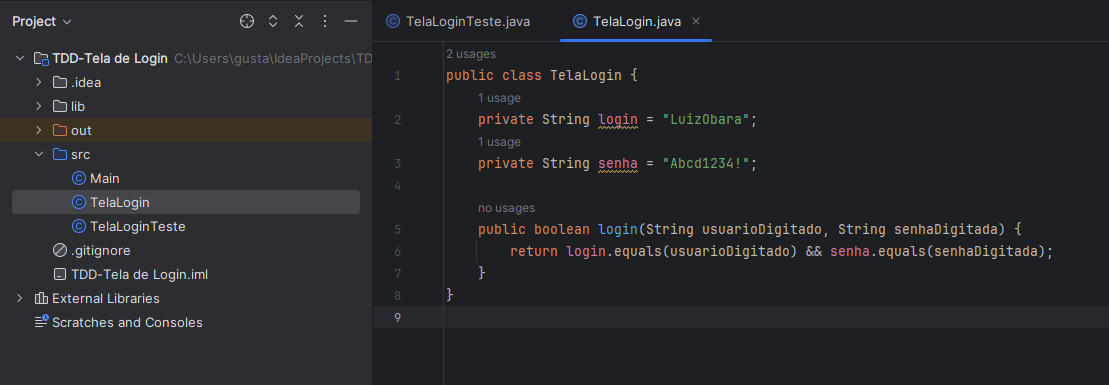 Project
TDD-Tela de Login C:\Users\gusta\IdeaProjects\TD
.idea
lib
out
src
Main
TelaLogin
TelaLoginTeste
.gitignore
TDD-Tela de Login.iml
External Libraries
Scratches and Consoles
TelaLoginTeste.java TelaLogin.java
2 usages
1 public class TelaLogin {
1 usage
2 private String login = "LuizObara";
1 usage
3 private String senha = "Abcd1234!";
4
no usages
5 public boolean login(String usuarioDigitado, String senhaDigitada) {
6 return login.equals(usuarioDigitado) && senha.equals(senhaDigitada);
7 }
8 }
9